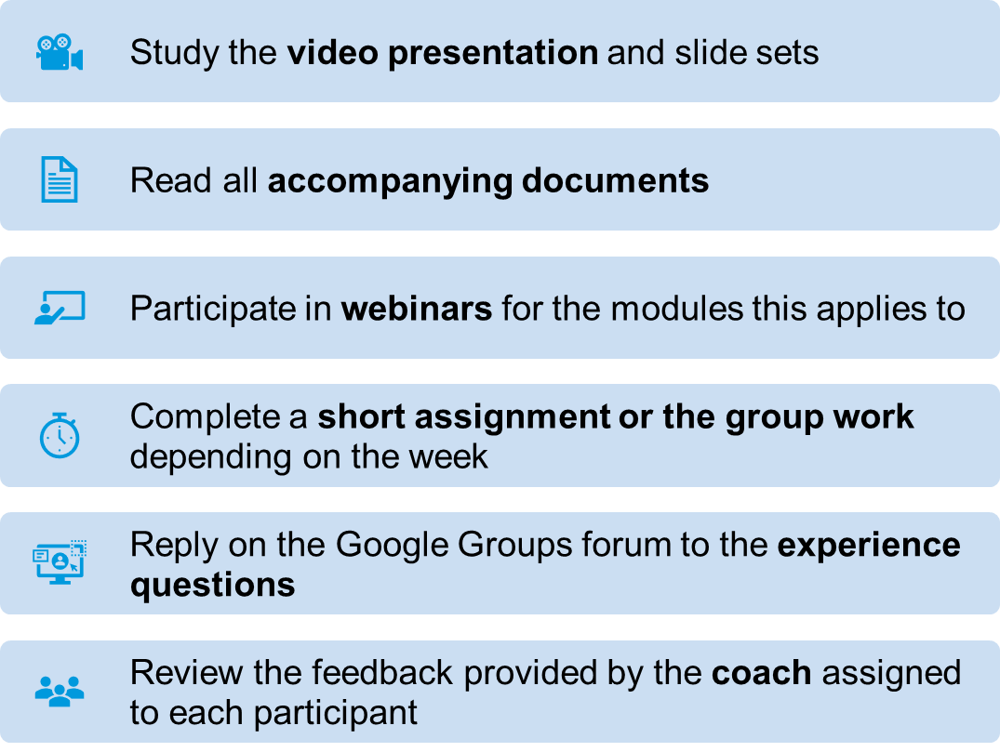 Study the video presentation and slide sets
Read all accompanying documents
Participate in webinars for the modules this applies to
Complete a short assignment or the group work
depending on the week
Reply on the Google Groups forum to the experience
questions
Review the feedback provided by the coach assigned
to each participant